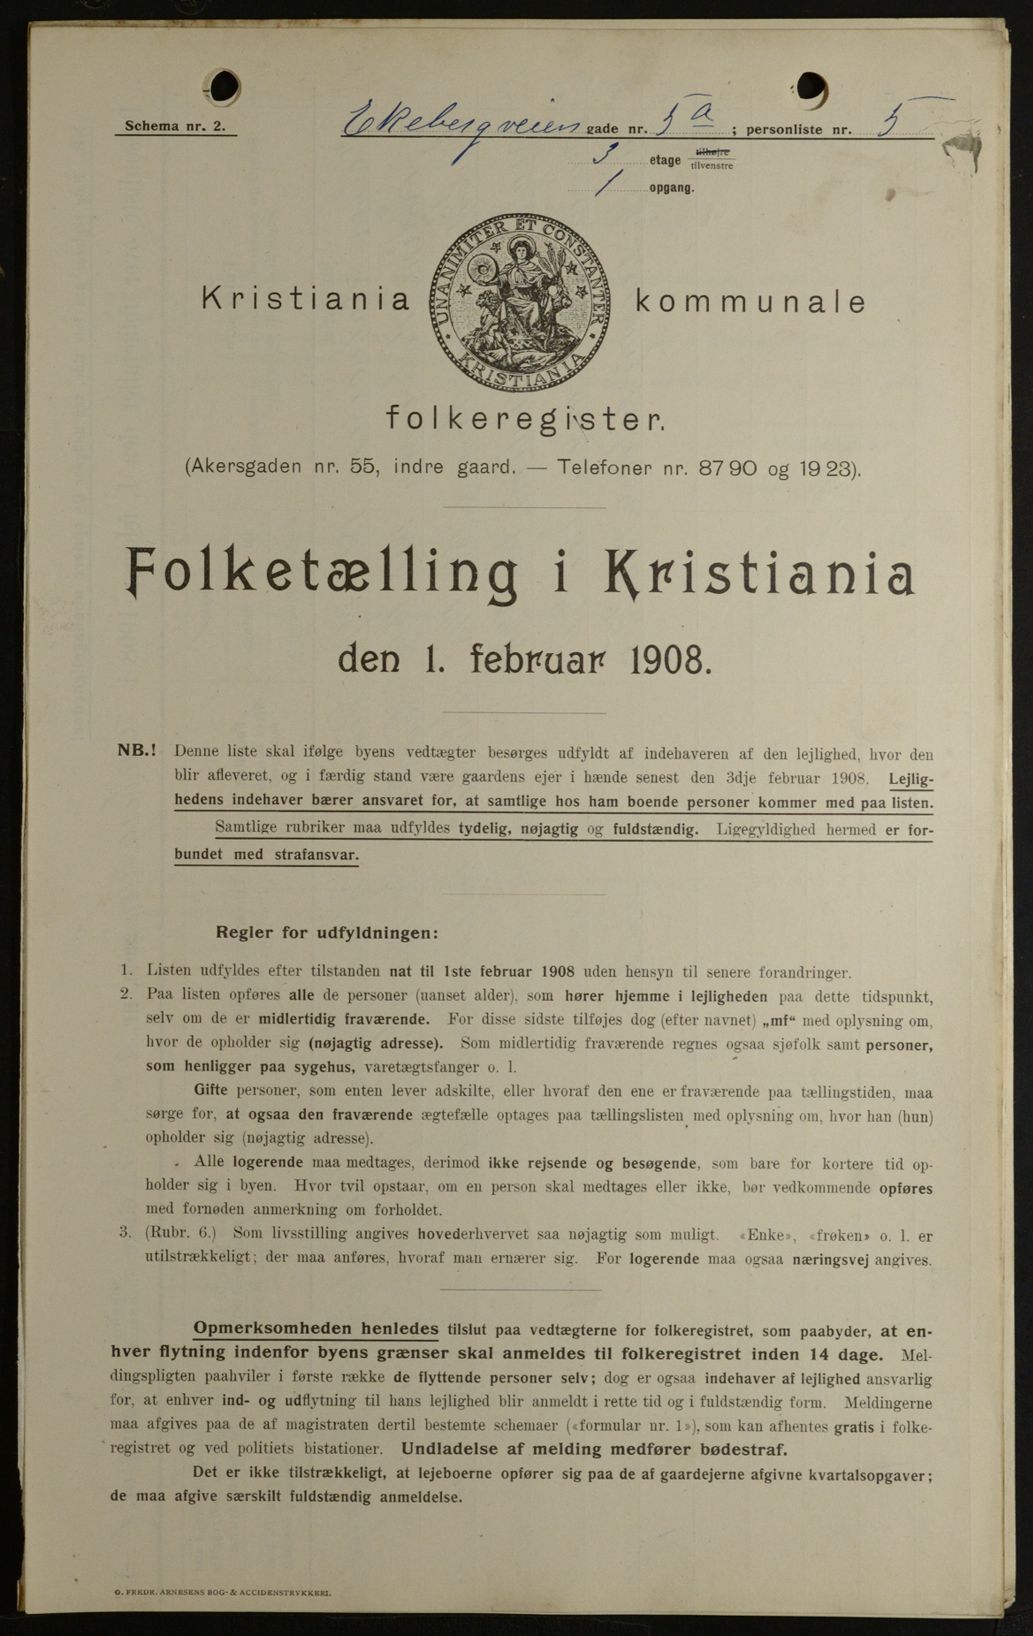 Schema nr. 2.
Ekebergveien gade nr. 5a ; personliste nr. 5
3 etage tilhøjre tilvenstre
1 opgang.
UNANIMITER ET CONSTANTER
KRISTIANIA
Kristiania kommunale
folkeregister.
(Akersgaden nr. 55, indre gaard. — Telefoner nr. 87 90 og 19 23).
Folketælling i Kristiania
den 1. februar 1908.
NB.! Denne liste skal ifølge byens vedtægter besørges udfyldt af indehaveren af den lejlighed, hvor den
blir afleveret, og i færdig stand være gaardens ejer i hænde senest den 3dje februar 1908. Lejlig-
hedens indehaver bærer ansvaret for, at samtlige hos ham boende personer kommer med paa listen.
Samtlige rubriker maa udfyldes tydelig, nøjagtig og fuldstændig. Ligegyldighed hermed er for-
bundet med strafansvar.
Regler for udfyldningen:
1. Listen udfyldes efter tilstanden nat til 1ste februar 1908 uden hensyn til senere forandringer.
2. Paa listen opføres alle de personer (uanset alder), som hører hjemme i lejligheden paa dette tidspunkt,
selv om de er midlertidig fraværende. For disse sidste tilføjes dog (efter navnet) „mf“ med oplysning om,
hvor de opholder sig (nøjagtig adresse). Som midlertidig fraværende regnes ogsaa sjøfolk samt personer,
som henligger paa sygehus, varetægtsfanger o. l.
Gifte personer, som enten lever adskilte, eller hvoraf den ene er fraværende paa tællingstiden, maa
sørge for, at ogsaa den fraværende ægtefælle optages paa tællingslisten med oplysning om, hvor han (hun)
opholder sig (nøjagtig adresse).
Alle logerende maa medtages, derimod ikke rejsende og besøgende, som bare for kortere tid op-
holder sig i byen. Hvor tvil opstaar, om en person skal medtages eller ikke, bør vedkommende opføres
med fornøden anmerkning om forholdet.
3. (Rubr. 6.) Som livsstilling angives hovederhvervet saa nøjagtig som muligt. «Enke», «frøken» o. l. er
utilstrækkeligt; der maa anføres, hvoraf man ernærer sig. For logerende maa ogsaa næringsvej angives.
Opmerksomheden henledes tilslut paa vedtægterne for folkeregistret, som paabyder, at en-
hver flytning indenfor byens grænser skal anmeldes til folkeregistret inden 14 dage. Mel-
dingspligten paahviler i første række de flyttende personer selv; dog er ogsaa indehaver af lejlighed ansvarlig
for, at enhver ind- og udflytning til hans lejlighed blir anmeldt i rette tid og i fuldstændig form. Meldingerne
maa afgives paa de af magistraten dertil bestemte schemaer («formular nr. 1»), som kan afhentes gratis i folke-
registret og ved politiets bistationer. Undladelse af melding medfører bødestraf.
Det er ikke tilstrækkeligt, at lejeboerne opfører sig paa de af gaardejerne afgivne kvartalsopgaver;
de maa afgive særskilt fuldstændig anmeldelse.
O. FREDR. ARNESENS BOG- & ACCIDENSTRYKKERI.